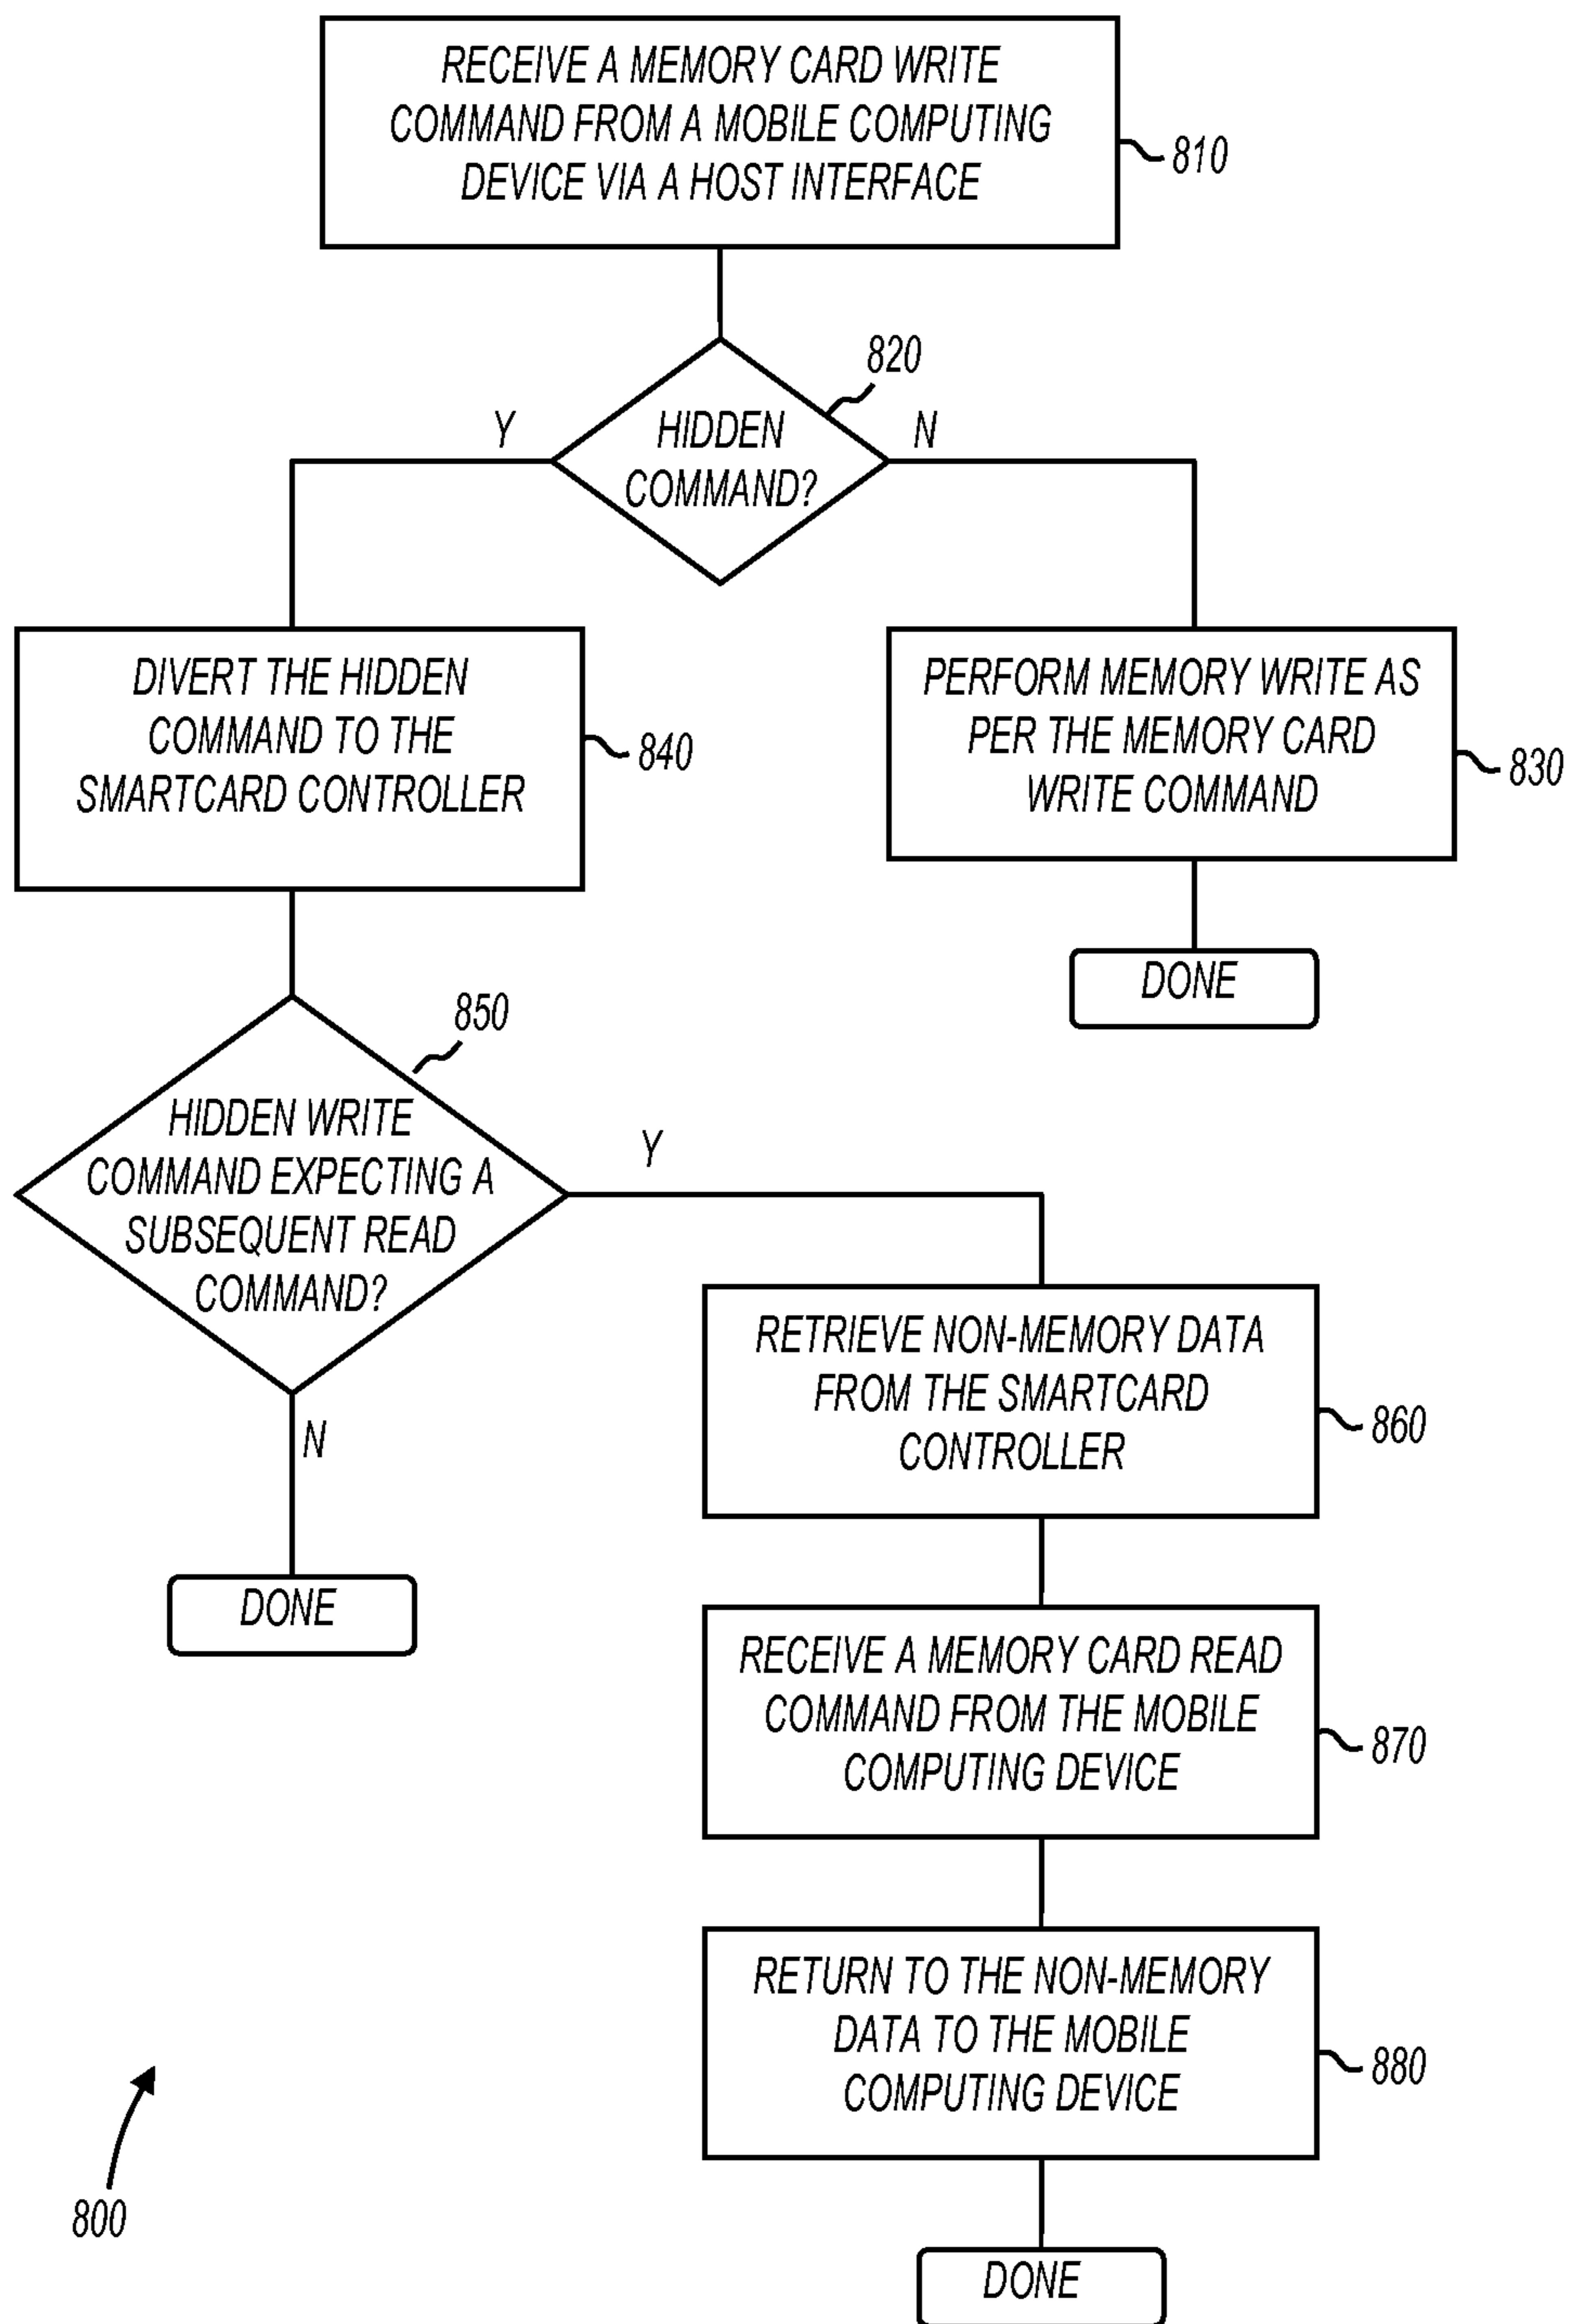 RECEIVE A MEMORY CARD WRITE
COMMAND FROM A MOBILE COMPUTING
DEVICE VIA A HOST INTERFACE
810
820
Y
HIDDEN
COMMAND?
N
DIVERT THE HIDDEN
COMMAND TO THE
SMARTCARD CONTROLLER
840
PERFORM MEMORY WRITE AS
PER THE MEMORY CARD
WRITE COMMAND
830
DONE
850
HIDDEN WRITE
COMMAND EXPECTING A
SUBSEQUENT READ
COMMAND?
Y
N
DONE
RETRIEVE NON-MEMORY DATA
FROM THE SMARTCARD
CONTROLLER
860
RECEIVE A MEMORY CARD READ
COMMAND FROM THE MOBILE
COMPUTING DEVICE
870
RETURN TO THE NON-MEMORY
DATA TO THE MOBILE
COMPUTING DEVICE
880
800
DONE